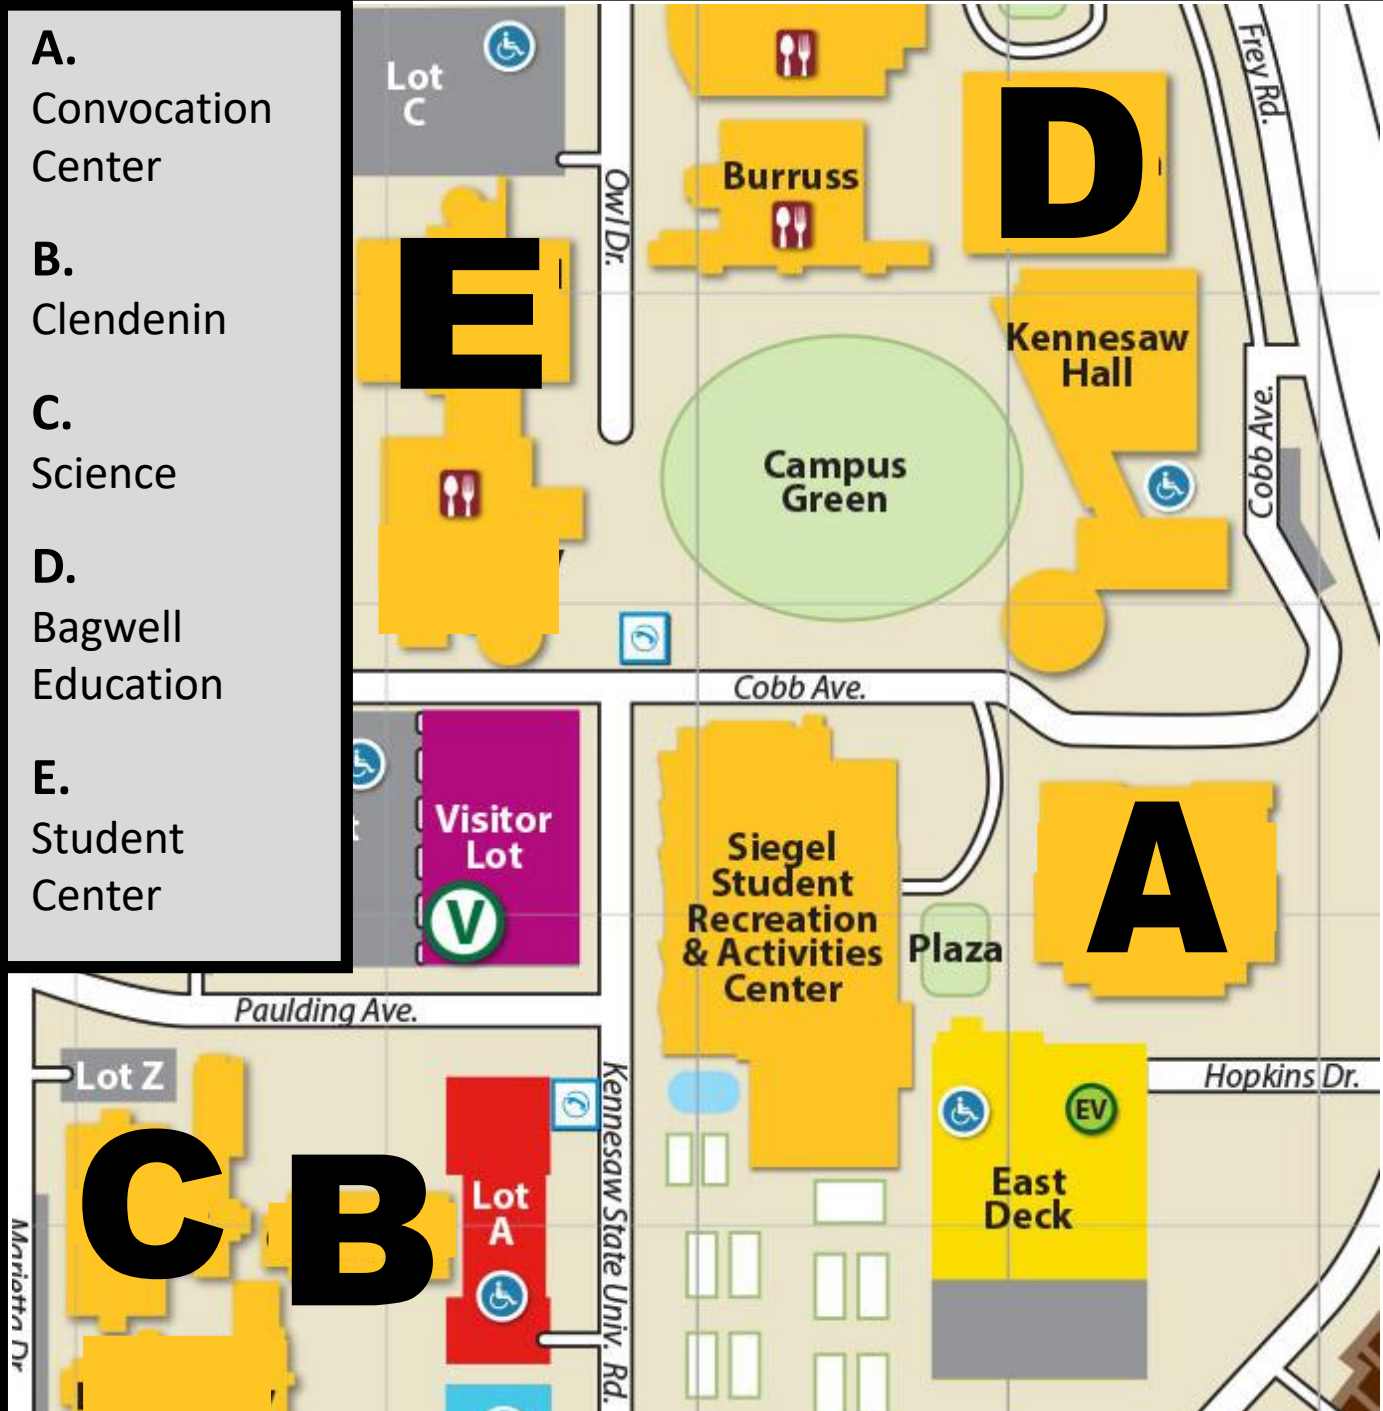 A.
Convocation
Center
B.
Clendenin
C.
Science
D.
Bagwell
Education
E.
Student
Center
Lot
C
Owl Dr.
Burruss
D
Frey Rd.
E
Kennesaw
Hall
Campus
Green
Cobb Ave.
Cobb Ave.
Visitor
Lot
V
Siegel
Student
Recreation
& Activities
Center
Plaza
A
Paulding Ave.
Lot Z
Kennesaw State Univ. Rd.
Hopkins Dr.
EV
East
Deck
C
B
Lot
A
Marietta Dr